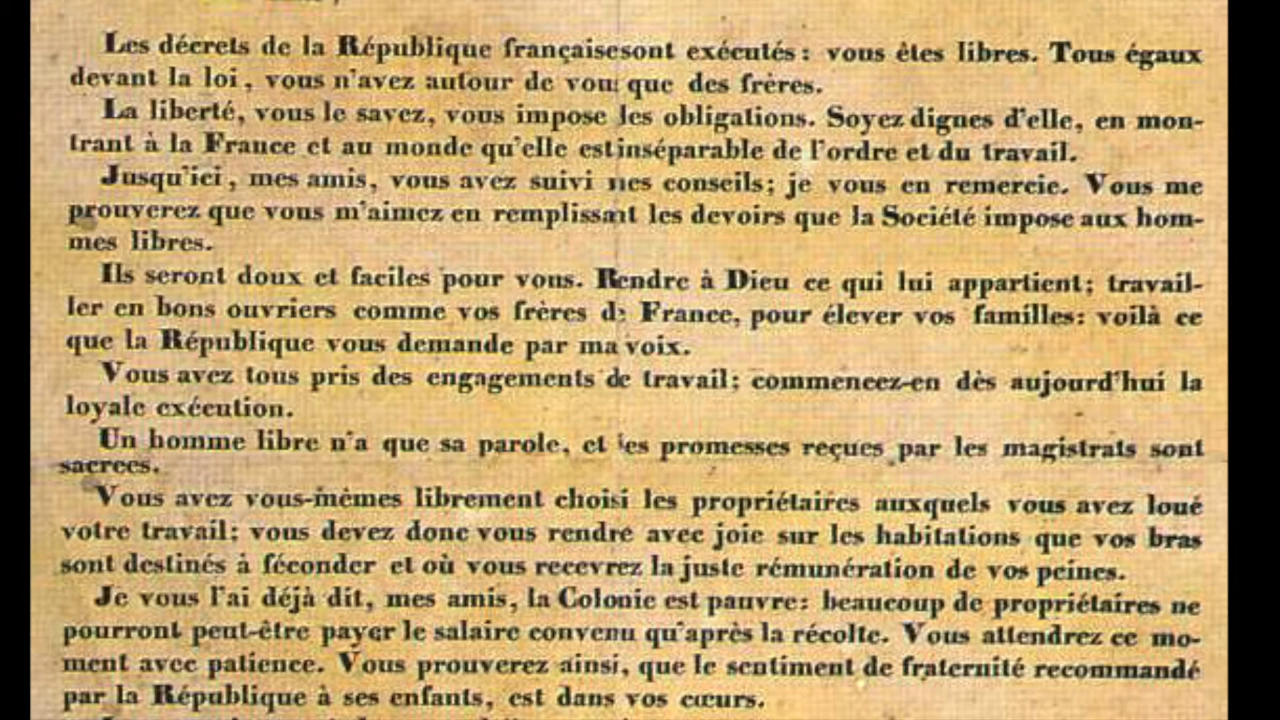 Les décrets de la République françaisesont exécutés : vous êtes libres. Tous égaux
devant la loi, vous n'avez autour de vous que des frères.
La liberté, vous le savez, vous impose les obligations. Soyez dignes d'elle, en mon-
trant à la France et au monde qu'elle estinséparable de l'ordre et du travail.
Jusqu'ici, mes amis, vous avez suivi mes conseils; je vous en remercie. Vous me
prouverez que vous m'aimez en remplissant les devoirs que la Société impose aux hom-
mes libres.
Ils seront doux et faciles pour vous. Rendre à Dieu ce qui lui appartient; travail-
ler en bons ouvriers comme vos frères de France, pour élever vos familles: voilà ce
que la République vous demande par ma voix.
Vous avez tous pris des engagements de travail; commencez-en dès aujourd'hui la
loyale exécution.
Un homme libre n'a que sa parole, et les promesses reçues par les magistrats sont
sacrees.
Vous avez vous-mêmes librement choisi les propriétaires auxquels vous avez loué
votre travail: vous devez donc vous rendre avec joie sur les habitations que vos bras
sont destinés à féconder et où vous recevrez la juste rémunération de vos peines.
Je vous l'ai déjà dit, mes amis, la Colonie est pauvre: beaucoup de propriétaires ne
pourront peut-être payer le salaire convenu qu'après la récolte. Vous attendrez ce mo-
ment avec patience. Vous prouverez ainsi, que le sentiment de fraternité recommandé
par la République à ses enfants, est dans vos cœurs.